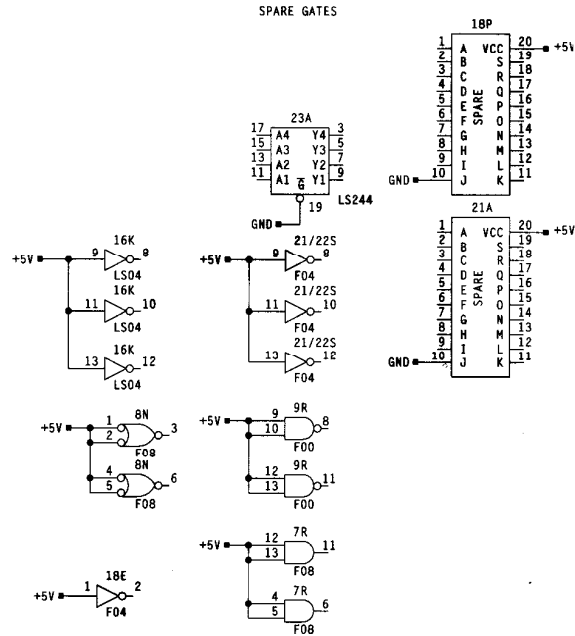 SPARE GATES
18P
1 A VCC 20 +5V
2 B S 19
3 C R 18
4 D Q 17
5 E P 16
6 F O 15
7 G N 14
8 H M 13
9 I L 12
GND 10 J K 11
SPARE
23A
17 A4 Y4 3
15 A3 Y3 5
13 A2 Y2 7
11 A1 G Y1 9
19 LS244
GND
21A
1 A VCC 20 +5V
2 B S 19
3 C R 18
4 D Q 17
5 E P 16
6 F O 15
7 G N 14
8 H M 13
9 I L 12
GND 10 J K 11
SPARE
16K
+5V 9 8
LS04
16K
11 10
LS04
16K
13 12
LS04
21/22S
+5V 9 8
F04
21/22S
11 10
F04
21/22S
13 12
F04
8N
+5V 1 3
2
F08
8N
4 6
5
F08
9R
+5V 9 8
10
F00
9R
12 11
13
F00
7R
+5V 12 11
13
F08
7R
4 6
5
F08
18E
+5V 1 2
F04